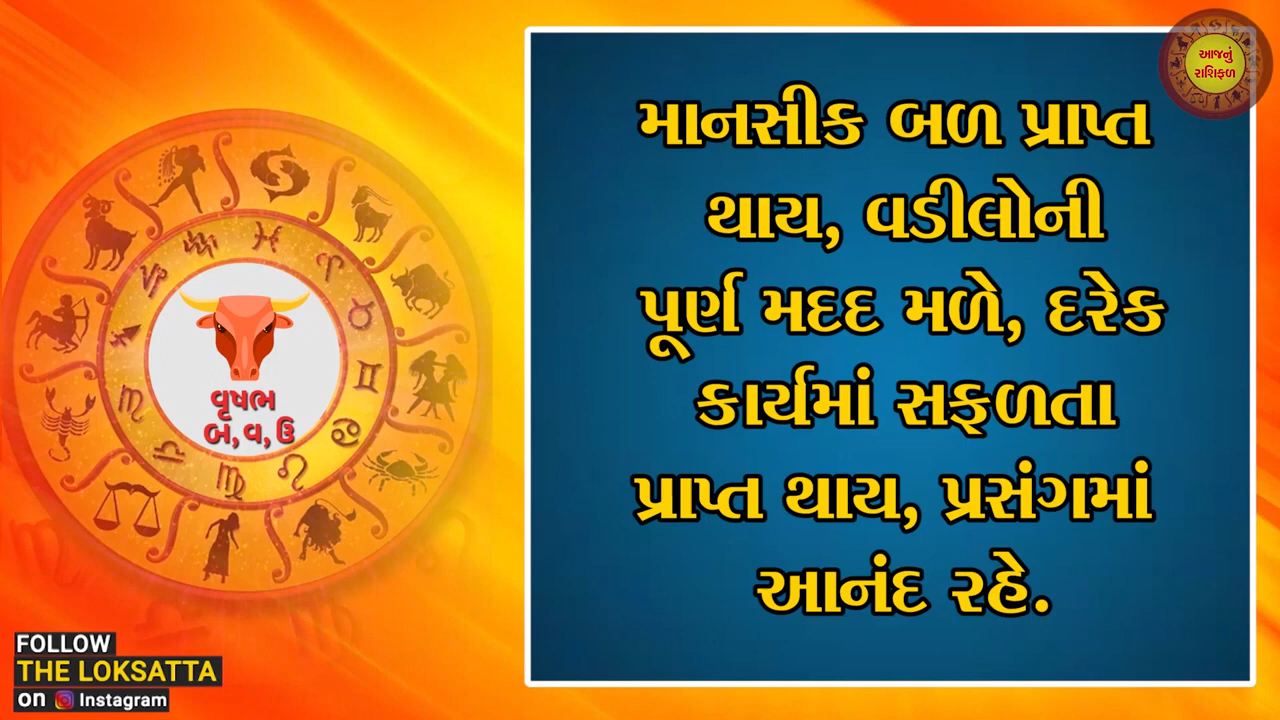 આજનું
રાશિફળ
માનસીક બળ પ્રાપ્ત
થાય, વડીલોની
પૂર્ણ મદદ મળે, દરેક
કાર્યમાં સફળતા
પ્રાપ્ત થાય, પ્રસંગમાં
આનંદ રહે.
વૃષભ
બ, વ, ઉ
FOLLOW
THE LOKSATTA
on Instagram